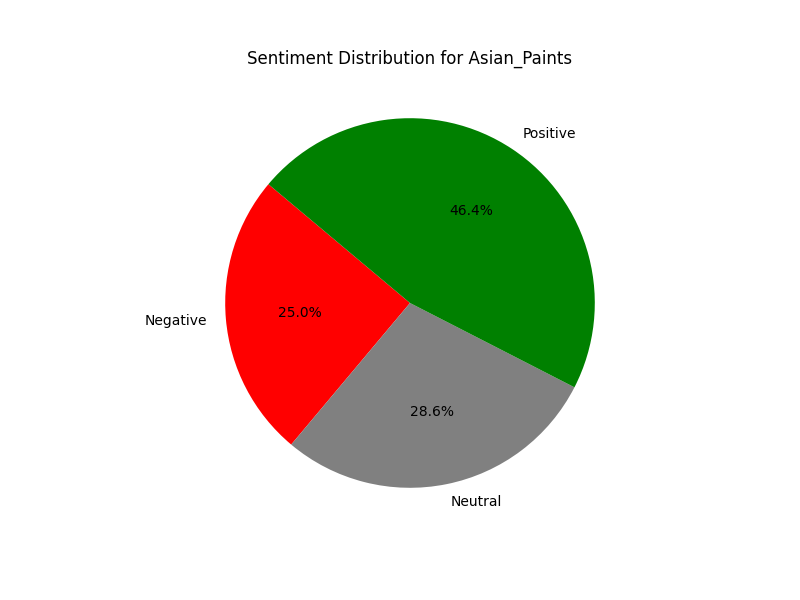 Sentiment Distribution for Asian_Paints
Positive
46.4%
25.0%
Negative
28.6%
Neutral